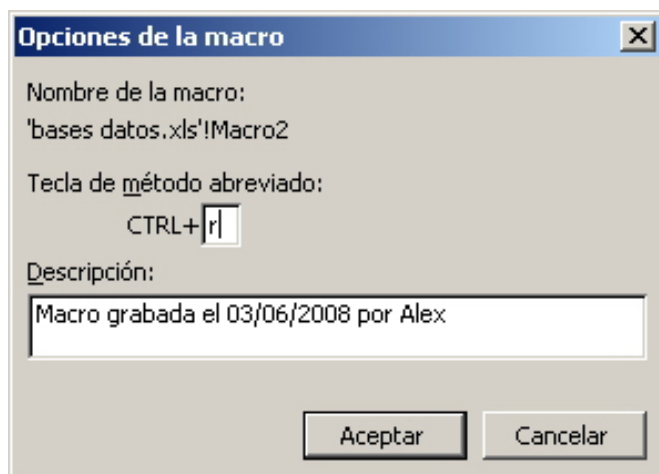 Opciones de la macro
Nombre de la macro:
'bases datos.xls'!Macro2
Tecla de método abreviado:
CTRL+ r
Descripción:
Macro grabada el 03/06/2008 por Alex
Aceptar Cancelar